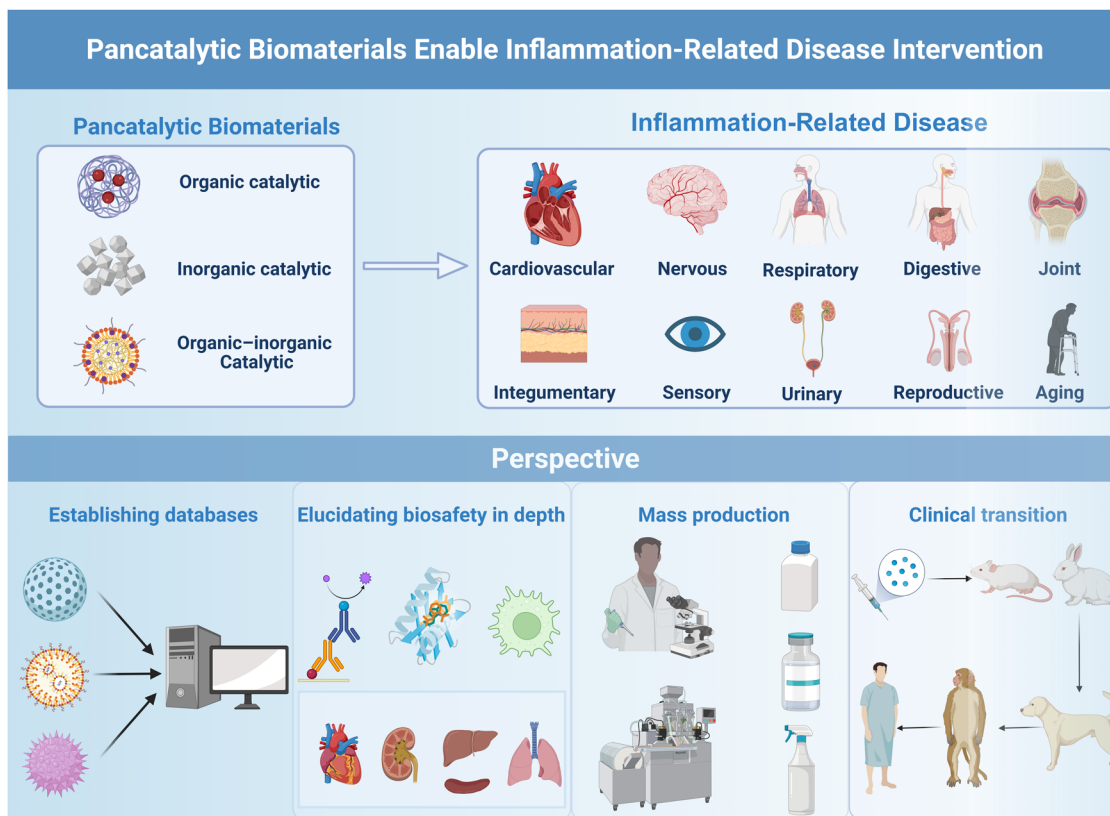 Pancatalytic Biomaterials Enable Inflammation-Related Disease Intervention
Pancatalytic Biomaterials
Organic catalytic
Inorganic catalytic
Organic–inorganic
Catalytic
Inflammation-Related Disease
Cardiovascular
Nervous
Respiratory
Digestive
Joint
Integumentary
Sensory
Urinary
Reproductive
Aging
Perspective
Establishing databases
Elucidating biosafety in depth
Mass production
Clinical transition